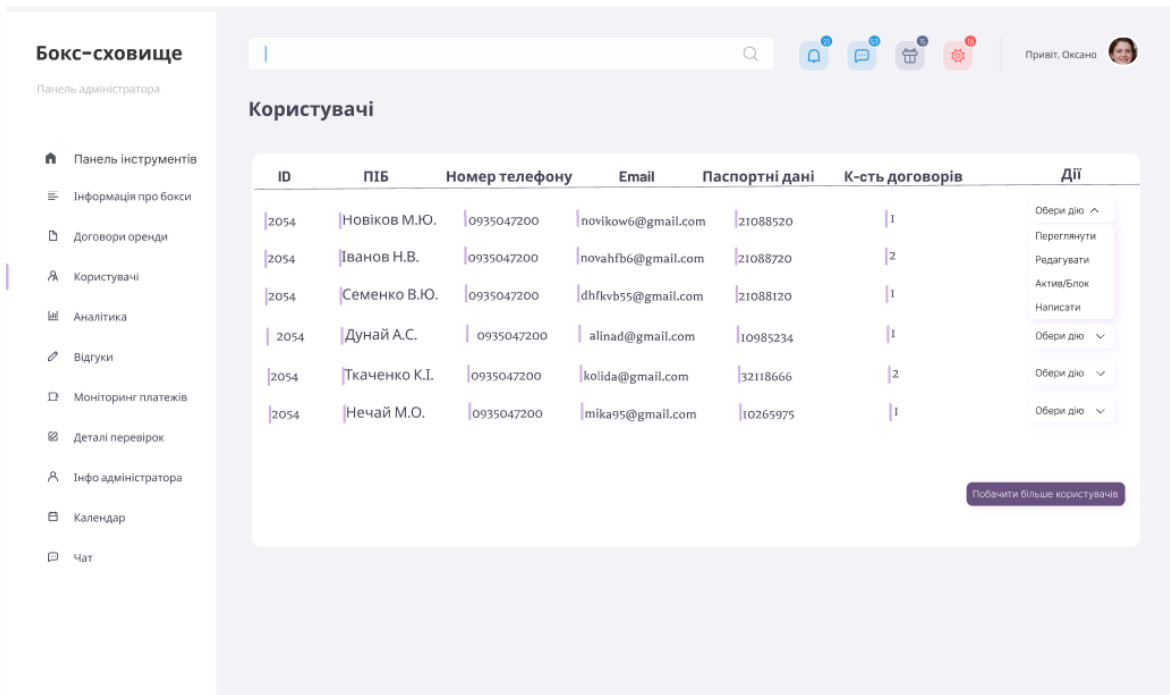 Бокс-сховище
Панель адміністратора
Панель інструментів
Інформація про бокси
Договори оренди
Користувачі
Аналітика
Відгуки
Моніторинг платежів
Деталі перевірок
Інфо адміністратора
Календар
Чат
Привіт, Оксано
Користувачі
ID ПІБ Номер телефону Email Паспортні дані К-сть договорів Дії
2054 Новіков М.Ю. 0935047200 novikow6@gmail.com 21088520 1 Обери дію
2054 Іванов Н.В. 0935047200 novahfb6@gmail.com 21088720 2
2054 Семенко В.Ю. 0935047200 dhfkvb55@gmail.com 21088120 1
Переглянути
Редагувати
Актив/Блок
Написати
2054 Дунай А.С. 0935047200 alinad@gmail.com 10985234 1 Обери дію
2054 Ткаченко К.І. 0935047200 kolida@gmail.com 32118666 2 Обери дію
2054 Нечай М.О. 0935047200 mika95@gmail.com 10265975 1 Обери дію
Побачити більше користувачів